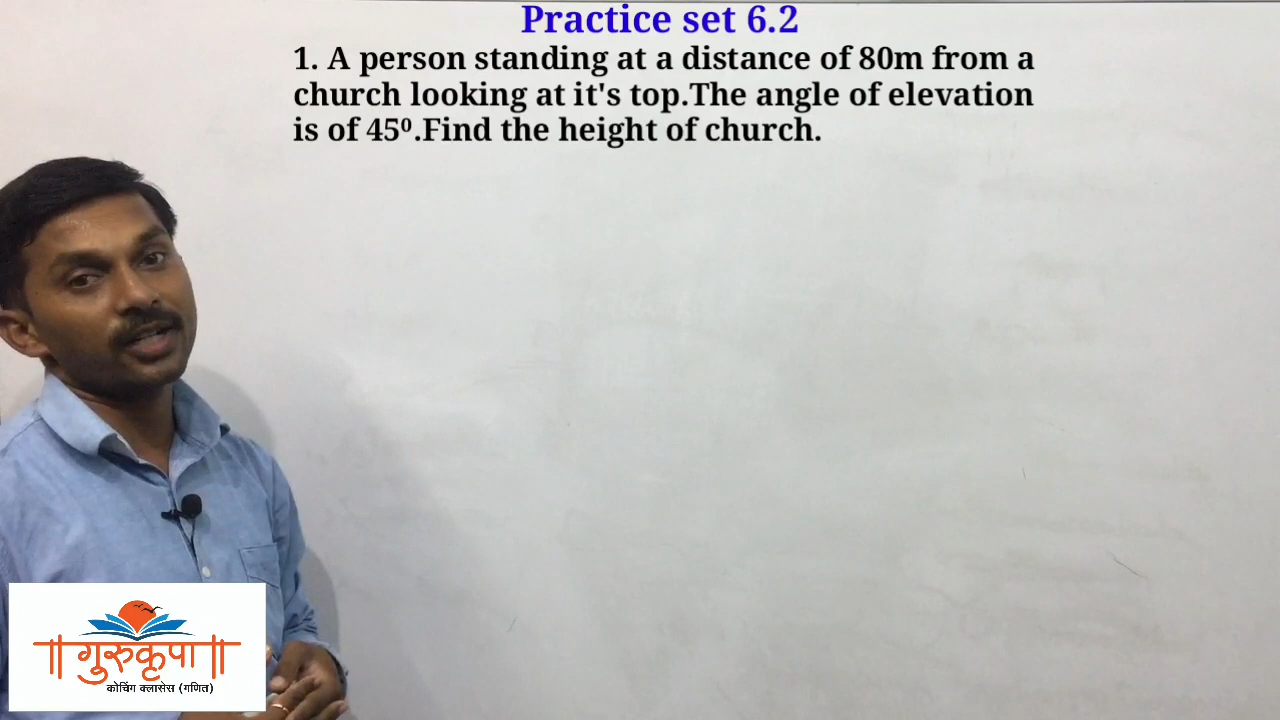 Practice set 6.2
1. A person standing at a distance of 80m from a
church looking at it's top.The angle of elevation
is of 45⁰.Find the height of church.
|| गुरुकृपा ||
कोचिंग क्लासेस (गणित)